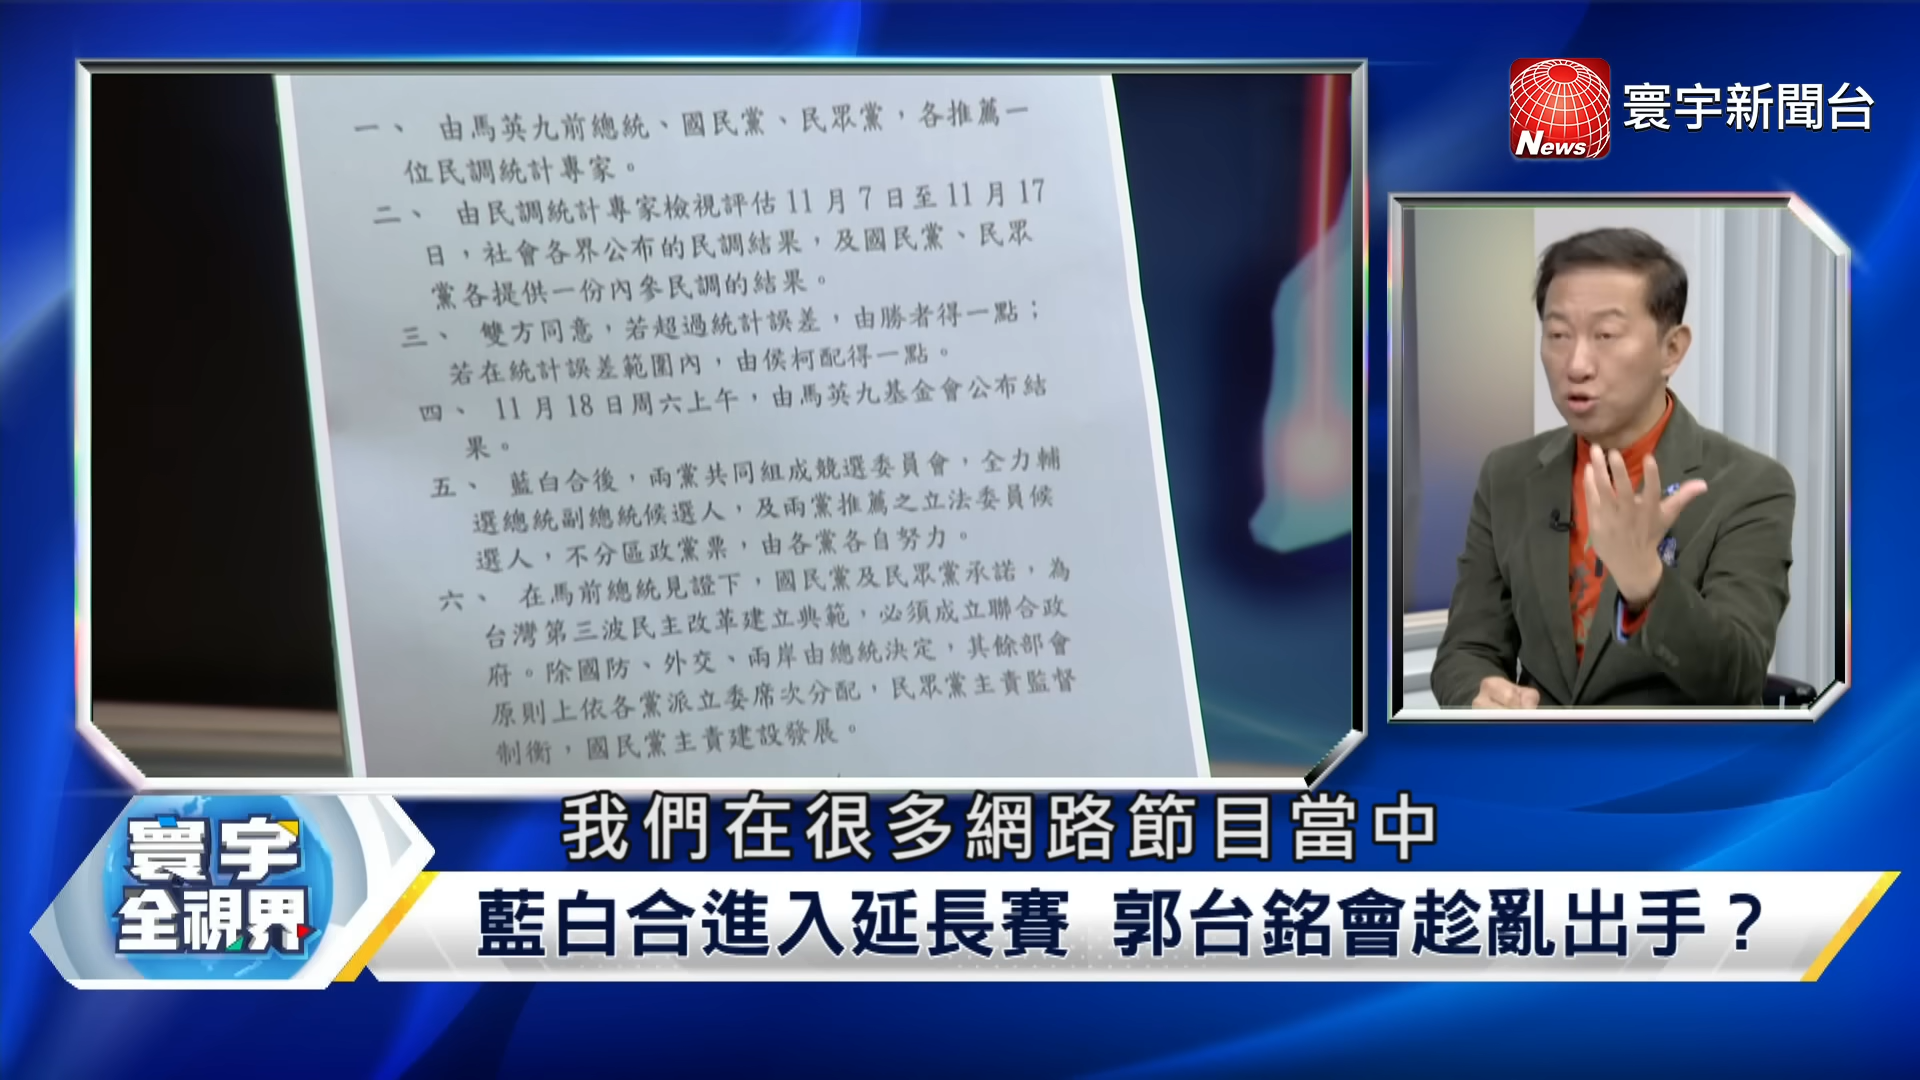 一、 由馬英九前總統、國民黨、民眾黨，各推薦一
位民調統計專家。
二、 由民調統計專家檢視評估11月7日至11月17
日，社會各界公布的民調結果，及國民黨、民眾
黨各提供一份內參民調的結果。
三、 雙方同意，若超過統計誤差，由勝者得一點；
若在統計誤差範圍內，由侯柯配得一點。
四、 11月18日周六上午，由馬英九基金會公布結
果。
五、 藍白合後，兩黨共同組成競選委員會，全力輔
選總統副總統候選人，及兩黨推薦之立法委員候
選人，不分區政黨票，由各黨各自努力。
六、 在馬前總統見證下，國民黨及民眾黨承諾，為
台灣第三波民主改革建立典範，必須成立聯合政
府。除國防、外交、兩岸由總統決定，其餘部會
原則上依各黨派立委席次分配，民眾黨主責監督
制衡，國民黨主責建設發展。
News 寰宇新聞台
我們在很多網路節目當中
寰宇
全視界
藍白合進入延長賽 郭台銘會趁亂出手？